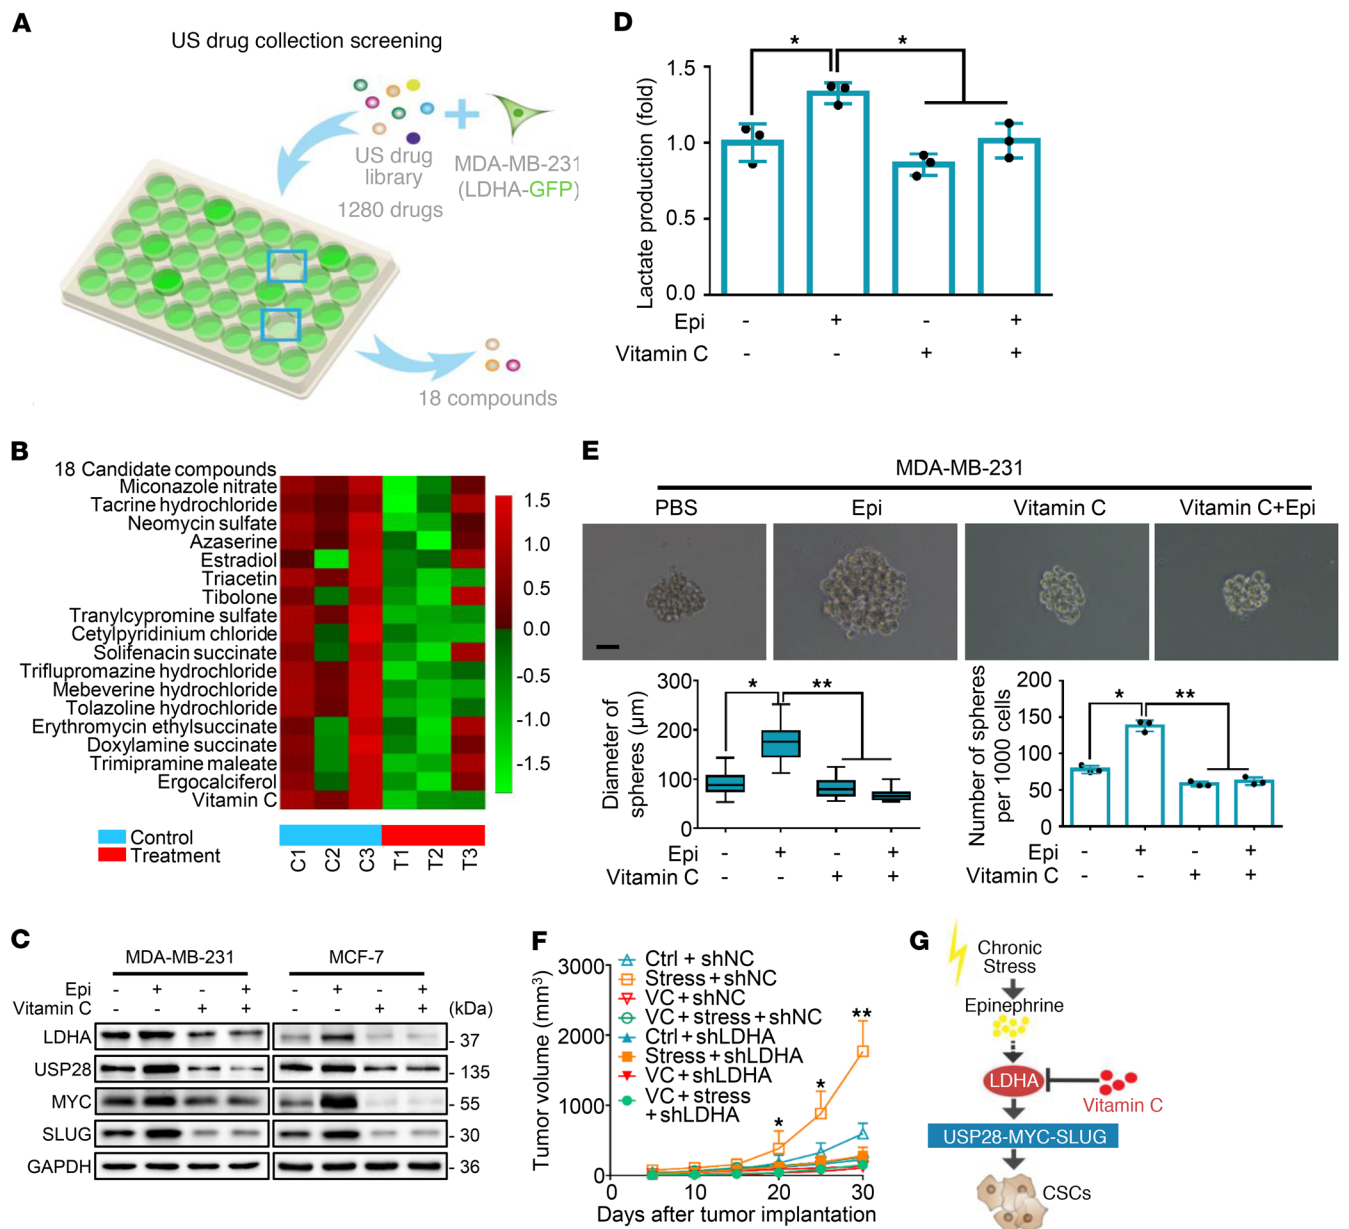 A
US drug collection screening
US drug
library
1280 drugs
MDA-MB-231
(LDHA-GFP)
18 compounds
B
18 Candidate compounds
Miconazole nitrate
Tacrine hydrochloride
Neomycin sulfate
Azaserine
Estradiol
Triacetin
Tibolone
Tranylcypromine sulfate
Cetylpyridinium chloride
Solifenacin succinate
Triflupromazine hydrochloride
Mebeverine hydrochloride
Tolazoline hydrochloride
Erythromycin ethylsuccinate
Doxylamine succinate
Trimipramine maleate
Ergocalciferol
Vitamin C
1.5
1.0
0.5
0.0
-0.5
-1.0
-1.5
Control
Treatment
C1 C2 C3 T1 T2 T3
C
MDA-MB-231 MCF-7
Epi - + - + - + - +
Vitamin C - - + + - - + + (kDa)
LDHA - 37
USP28 - 135
MYC - 55
SLUG - 30
GAPDH - 36
D
Lactate production (fold)
1.5
1.0
0.5
0.0
* *
Epi - + - +
Vitamin C - - + +
E
MDA-MB-231
PBS Epi Vitamin C Vitamin C+Epi
Diameter of
spheres (µm)
300
200
100
0
* **
Epi - + - +
Vitamin C - - + +
Number of spheres
per 1000 cells
200
150
100
50
0
* **
Epi - + - +
Vitamin C - - + +
F
Tumor volume (mm³)
3000
2000
1000
0
Ctrl + shNC
Stress + shNC
VC + shNC
VC + stress + shNC
Ctrl + shLDHA
Stress + shLDHA
VC + shLDHA
VC + stress
+ shLDHA
* * **
0 10 20 30
Days after tumor implantation
G
Chronic
Stress
Epinephrine
LDHA
Vitamin C
USP28-MYC-SLUG
CSCs